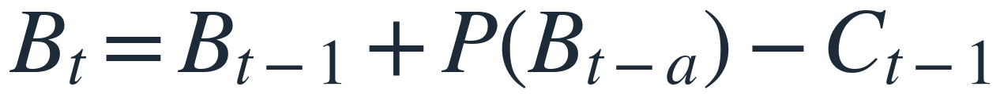 B_t = B_{t-1} + P(B_{t-a}) - C_{t-1}